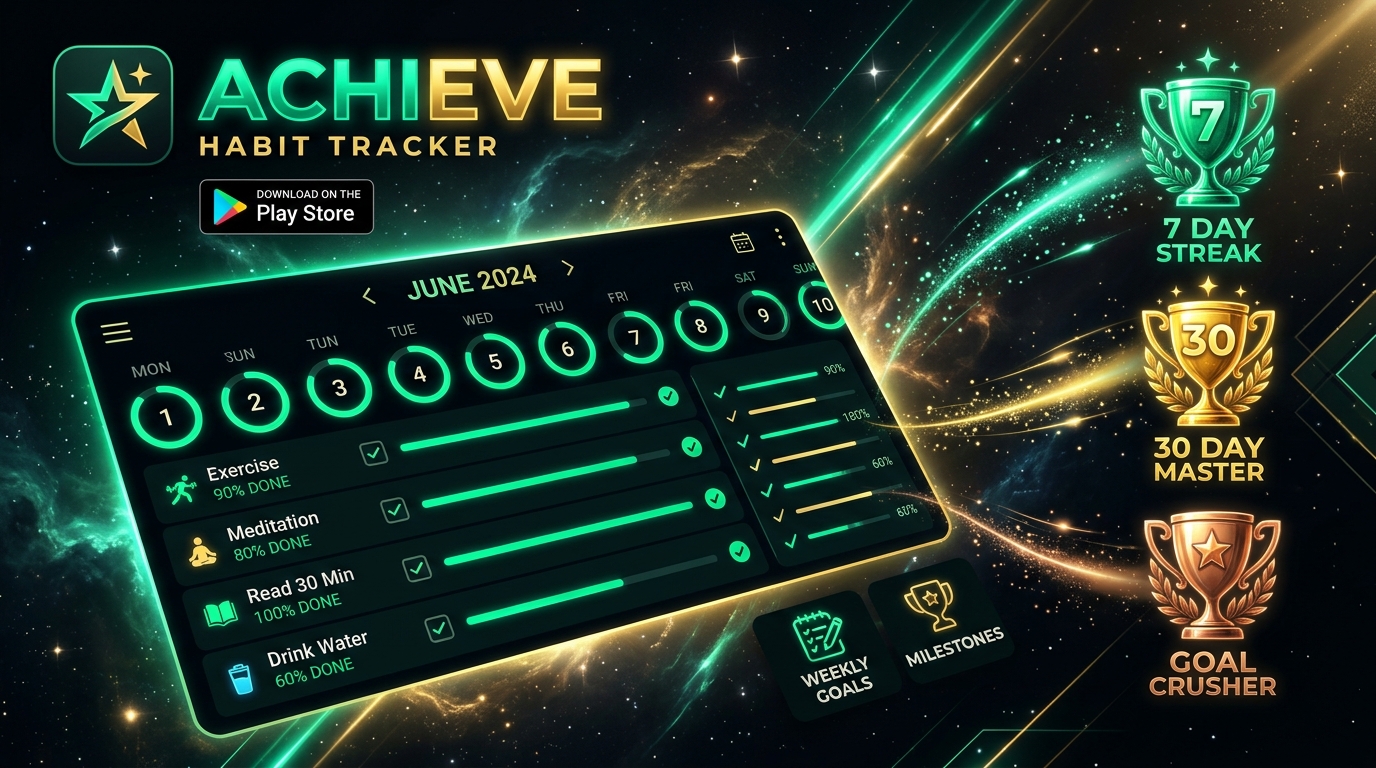 ACHIEVE
HABIT TRACKER
DOWNLOAD ON THE
Play Store
JUNE 2024
MON SUN TUN TUE WED THU FRI FRI SAT SUN
1 2 3 4 5 6 7 8 9 10
Exercise
90% DONE
Meditation
80% DONE
Read 30 Min
100% DONE
Drink Water
60% DONE
90%
180%
60%
60%
WEEKLY
GOALS
MILESTONES
7
7 DAY
STREAK
30
30 DAY
MASTER
GOAL
CRUSHER